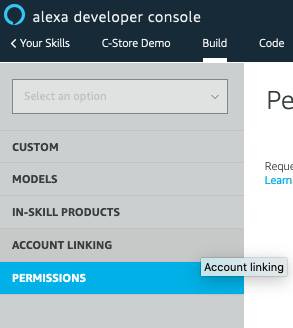 alexa developer console
< Your Skills C-Store Demo Build Code
Select an option
Pe
CUSTOM
MODELS
IN-SKILL PRODUCTS
Reque
Learn
ACCOUNT LINKING
Account linking
PERMISSIONS